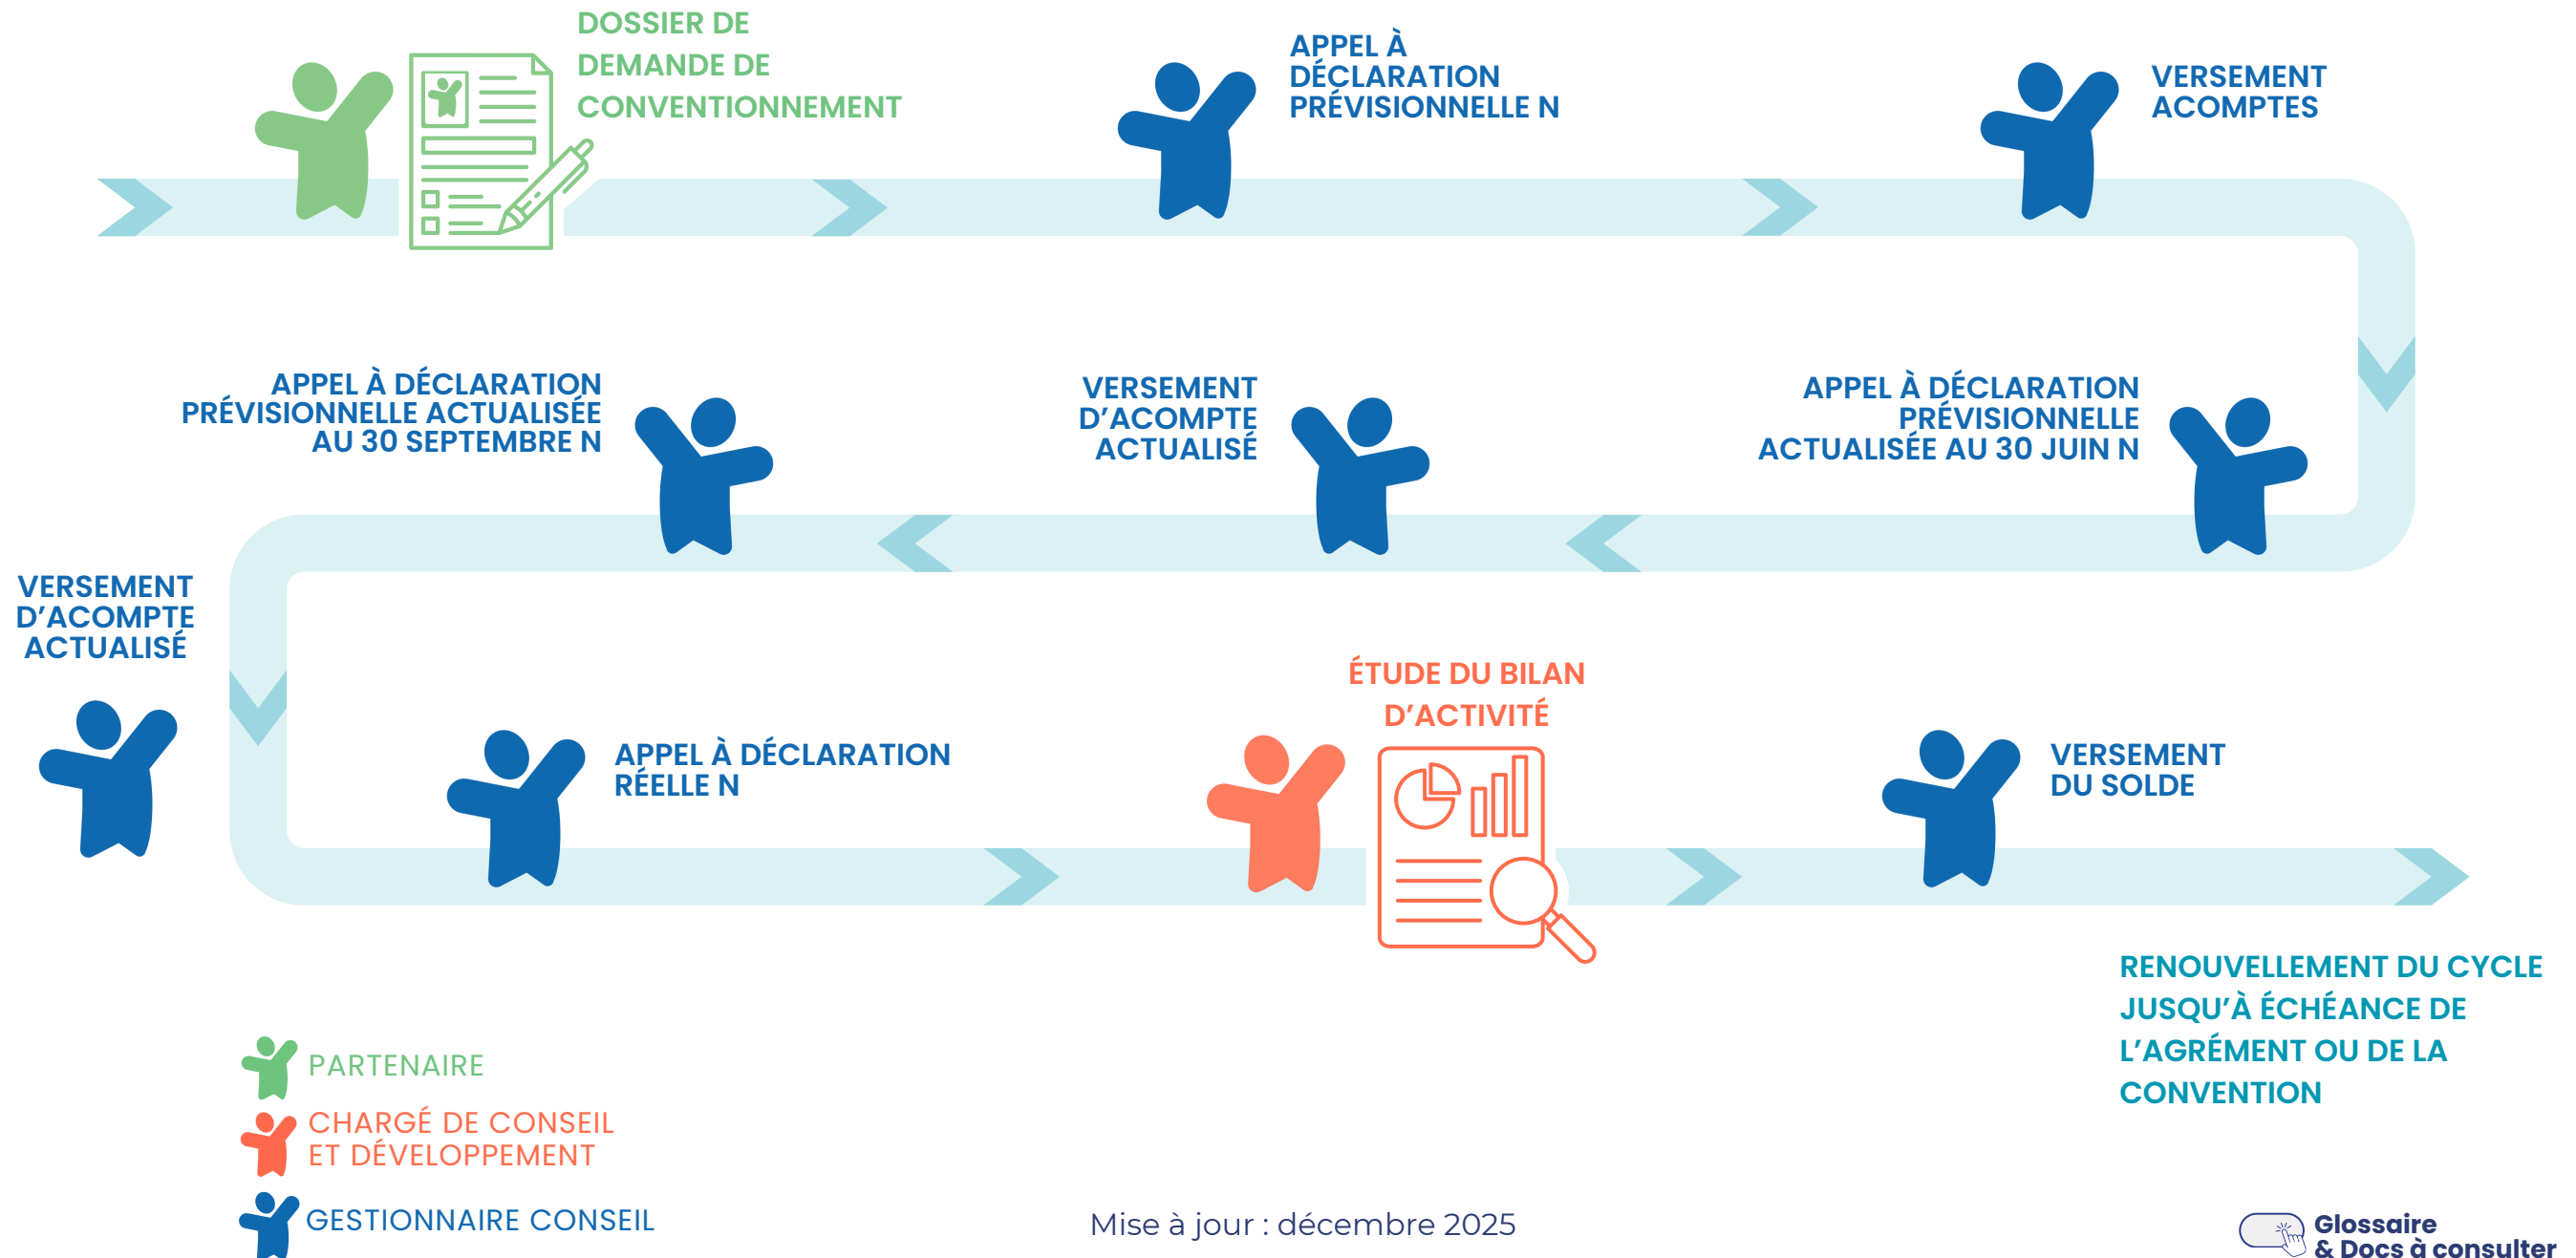 DOSSIER DE
DEMANDE DE
CONVENTIONNEMENT
APPEL À
DÉCLARATION
PRÉVISIONNELLE N
VERSEMENT
ACOMPTES
APPEL À DÉCLARATION
PRÉVISIONNELLE
ACTUALISÉE AU 30 JUIN N
VERSEMENT
D’ACOMPTE
ACTUALISÉ
APPEL À DÉCLARATION
PRÉVISIONNELLE ACTUALISÉE
AU 30 SEPTEMBRE N
VERSEMENT
D’ACOMPTE
ACTUALISÉ
APPEL À DÉCLARATION
RÉELLE N
ÉTUDE DU BILAN
D’ACTIVITÉ
VERSEMENT
DU SOLDE
RENOUVELLEMENT DU CYCLE
JUSQU’À ÉCHÉANCE DE
L’AGRÉMENT OU DE LA
CONVENTION
PARTENAIRE
CHARGÉ DE CONSEIL
ET DÉVELOPPEMENT
GESTIONNAIRE CONSEIL
Mise à jour : décembre 2025
Glossaire
& Docs à consulter